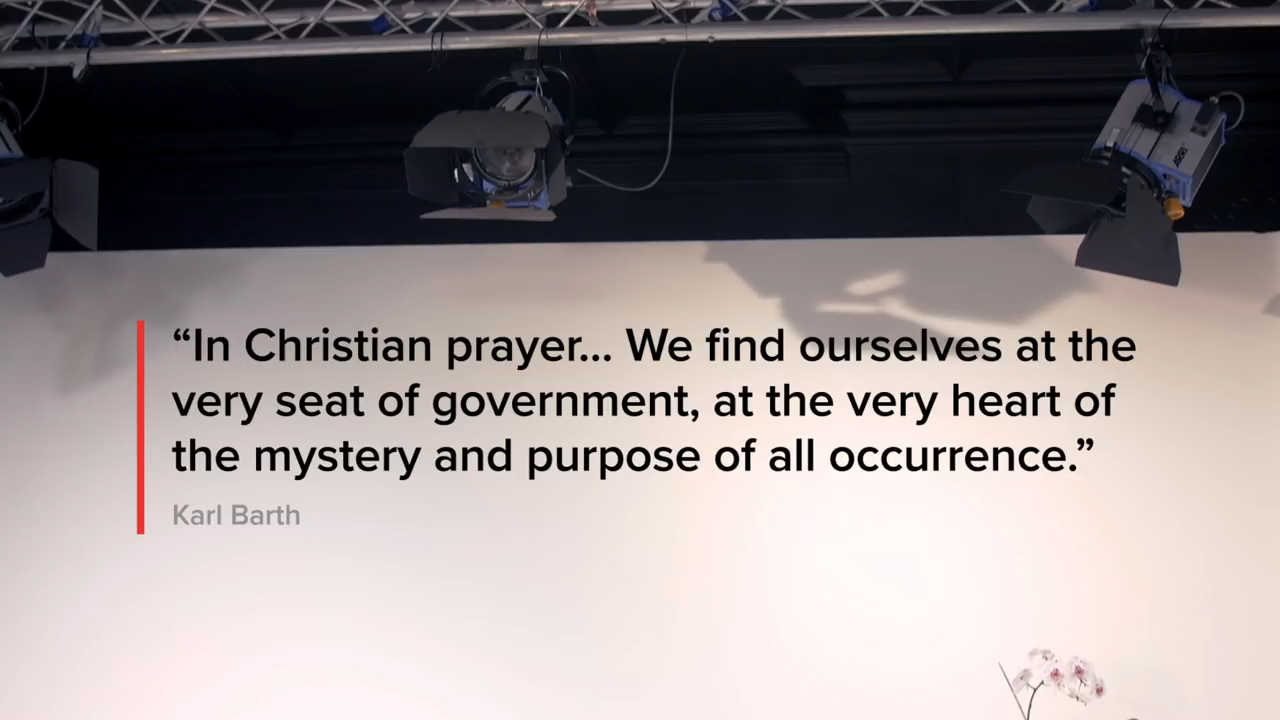 “In Christian prayer... We find ourselves at the
very seat of government, at the very heart of
the mystery and purpose of all occurrence.”
Karl Barth